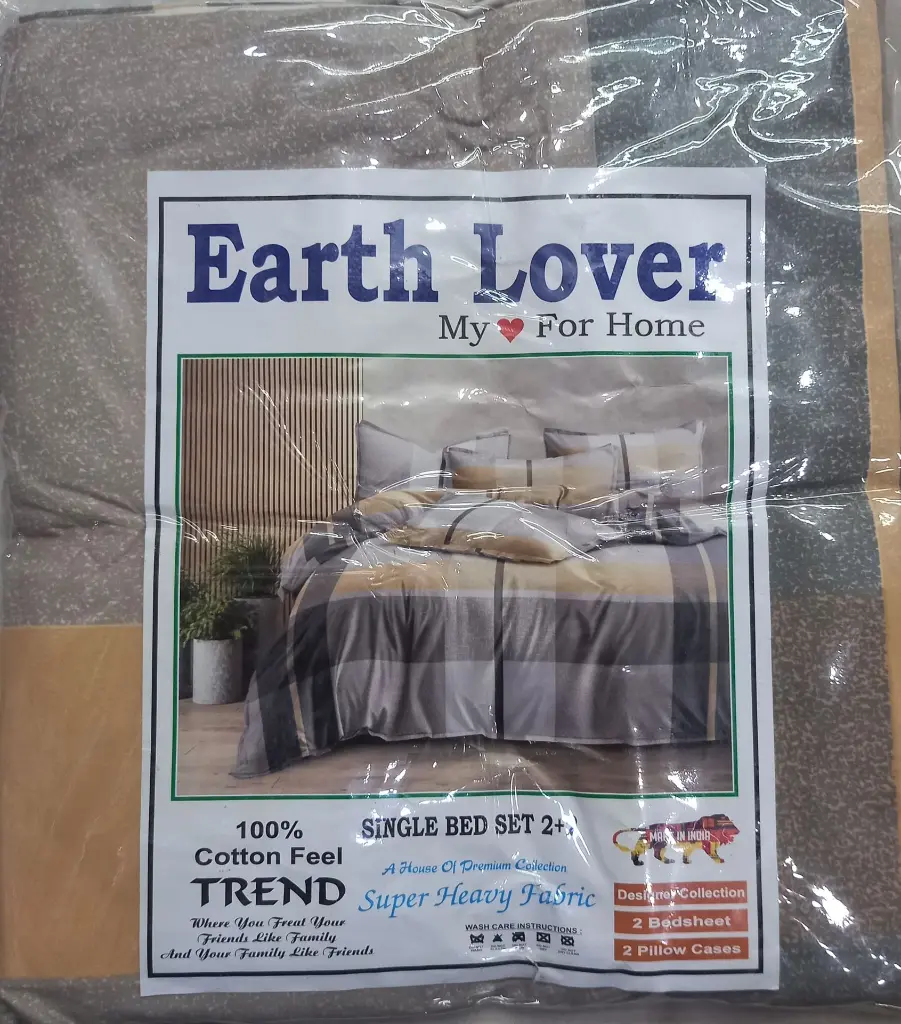 Earth Lover
My ❤ For Home
100%
Cotton Feel
TREND
Where You Treat Your
Friends Like Family
And Your Family Like Friends
SINGLE BED SET 2+2
A House Of Premium Collection
Super Heavy Fabric
WASH CARE INSTRUCTIONS :
MAKE IN INDIA
Designer Collection
2 Bedsheet
2 Pillow Cases